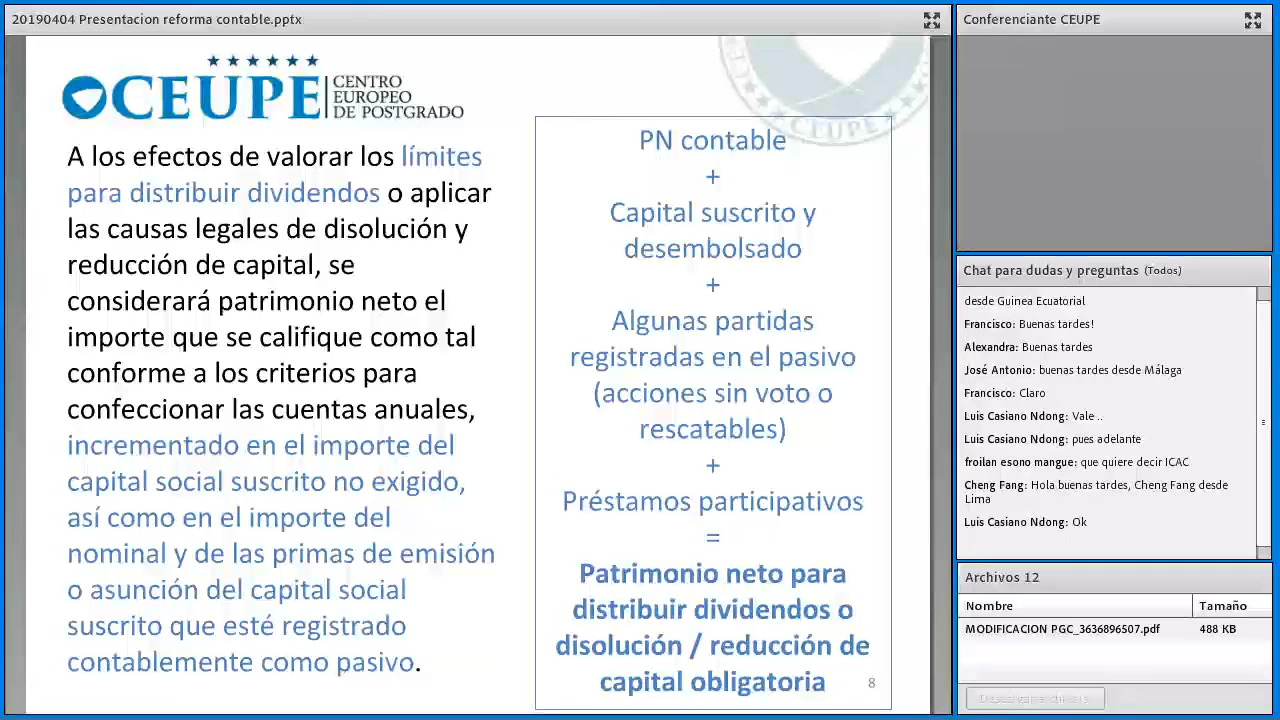 20190404 Presentacion reforma contable.pptx
CEUPE
CENTRO
EUROPEO
DE POSTGRADO
A los efectos de valorar los límites
para distribuir dividendos o aplicar
las causas legales de disolución y
reducción de capital, se
considerará patrimonio neto el
importe que se califique como tal
conforme a los criterios para
confeccionar las cuentas anuales,
incrementado en el importe del
capital social suscrito no exigido,
así como en el importe del
nominal y de las primas de emisión
o asunción del capital social
suscrito que esté registrado
contablemente como pasivo.
CEUPE
PN contable
+
Capital suscrito y
desembolsado
+
Algunas partidas
registradas en el pasivo
(acciones sin voto o
rescatables)
+
Préstamos participativos
=
Patrimonio neto para
distribuir dividendos o
disolución / reducción de
capital obligatoria
8
Conferenciante CEUPE
Chat para dudas y preguntas (Todos)
desde Guinea Ecuatorial
Francisco: Buenas tardes!
Alexandra: Buenas tardes
José Antonio: buenas tardes desde Málaga
Francisco: Claro
Luis Casiano Ndong: Vale ..
Luis Casiano Ndong: pues adelante
froilan esono mangue: que quiere decir ICAC
Cheng Fang: Hola buenas tardes, Cheng Fang desde
Lima
Luis Casiano Ndong: Ok
Archivos 12
Nombre Tamaño
MODIFICACION PGC_3636896507.pdf 488 KB